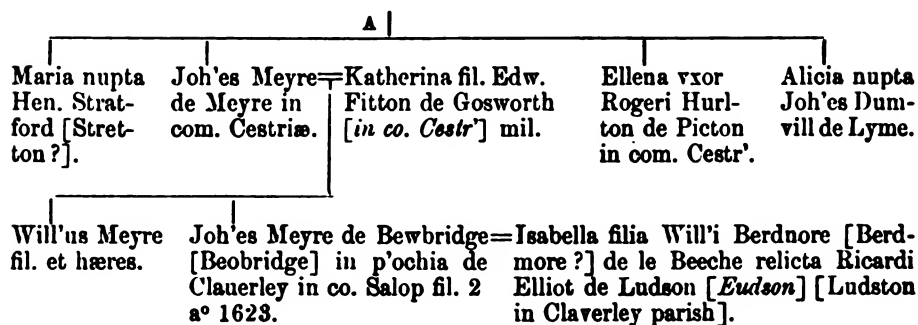 A
Maria nupta
Hen. Strat-
ford [Stret-
ton?].
Joh'es Meyre=Katherina fil. Edw.
de Meyre in Fitton de Gosworth
com. Cestriæ. [in co. Cestr'] mil.
Ellena vxor
Rogeri Hurl-
ton de Picton
in com. Cestr'.
Alicia nupta
Joh'es Dum-
vill de Lyme.
Will'us Meyre
fil. et hæres.
Joh'es Meyre de Bewbridge=Isabella filia Will'i Berdnore [Berd-
[Beobridge] in p'ochia de more?] de le Beeche relicta Ricardi
Clauerley in co. Salop fil. 2 Elliot de Ludson [Eudson] [Ludston
aº 1623. in Claverley parish].